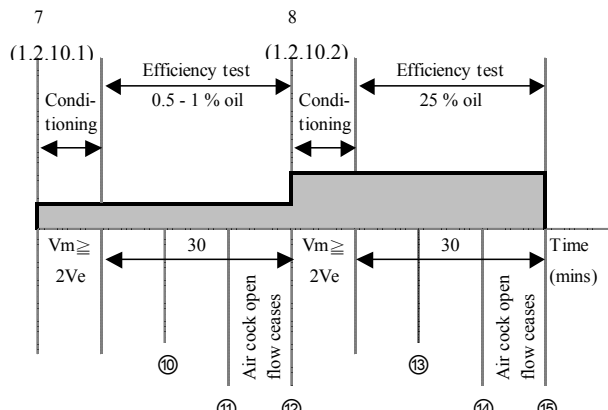 7 8
(1.2.10.1) (1.2.10.2)
Efficiency test Efficiency test
0.5 - 1 % oil 25 % oil
Condi-
tioning
Condi-
tioning
Vm≧
2Ve
30
Vm≧
2Ve
30
Time
(mins)
Air cock open
flow ceases
Air cock open
flow ceases
⑩ ⑬
⑪ ⑫ ⑭ ⑮